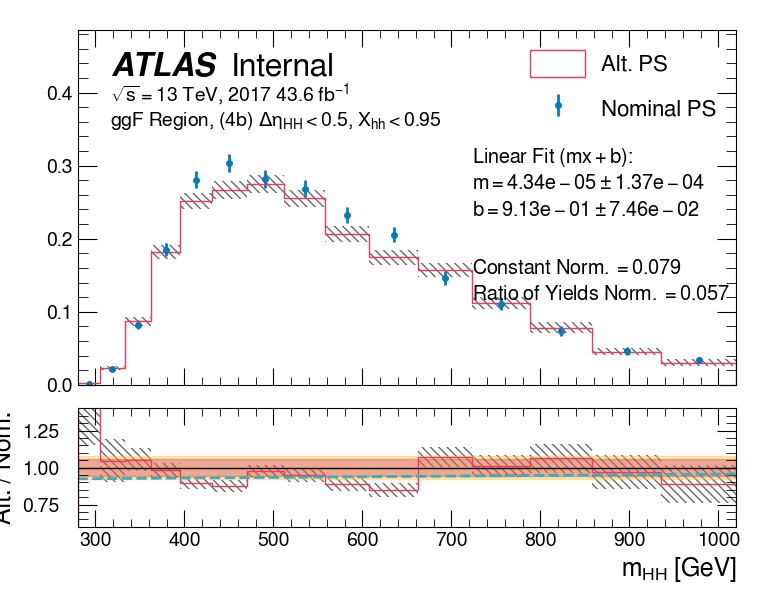 ATLAS Internal
√s = 13 TeV, 2017 43.6 fb⁻¹
ggF Region, (4b) Δη_HH < 0.5, X_hh < 0.95
Alt. PS
Nominal PS
Linear Fit (mx + b):
m = 4.34e − 05 ± 1.37e − 04
b = 9.13e − 01 ± 7.46e − 02
Constant Norm. = 0.079
Ratio of Yields Norm. = 0.057
0.4
0.3
0.2
0.1
0.0
Alt. / Nom.
1.25
1.00
0.75
300 400 500 600 700 800 900 1000
m_HH [GeV]